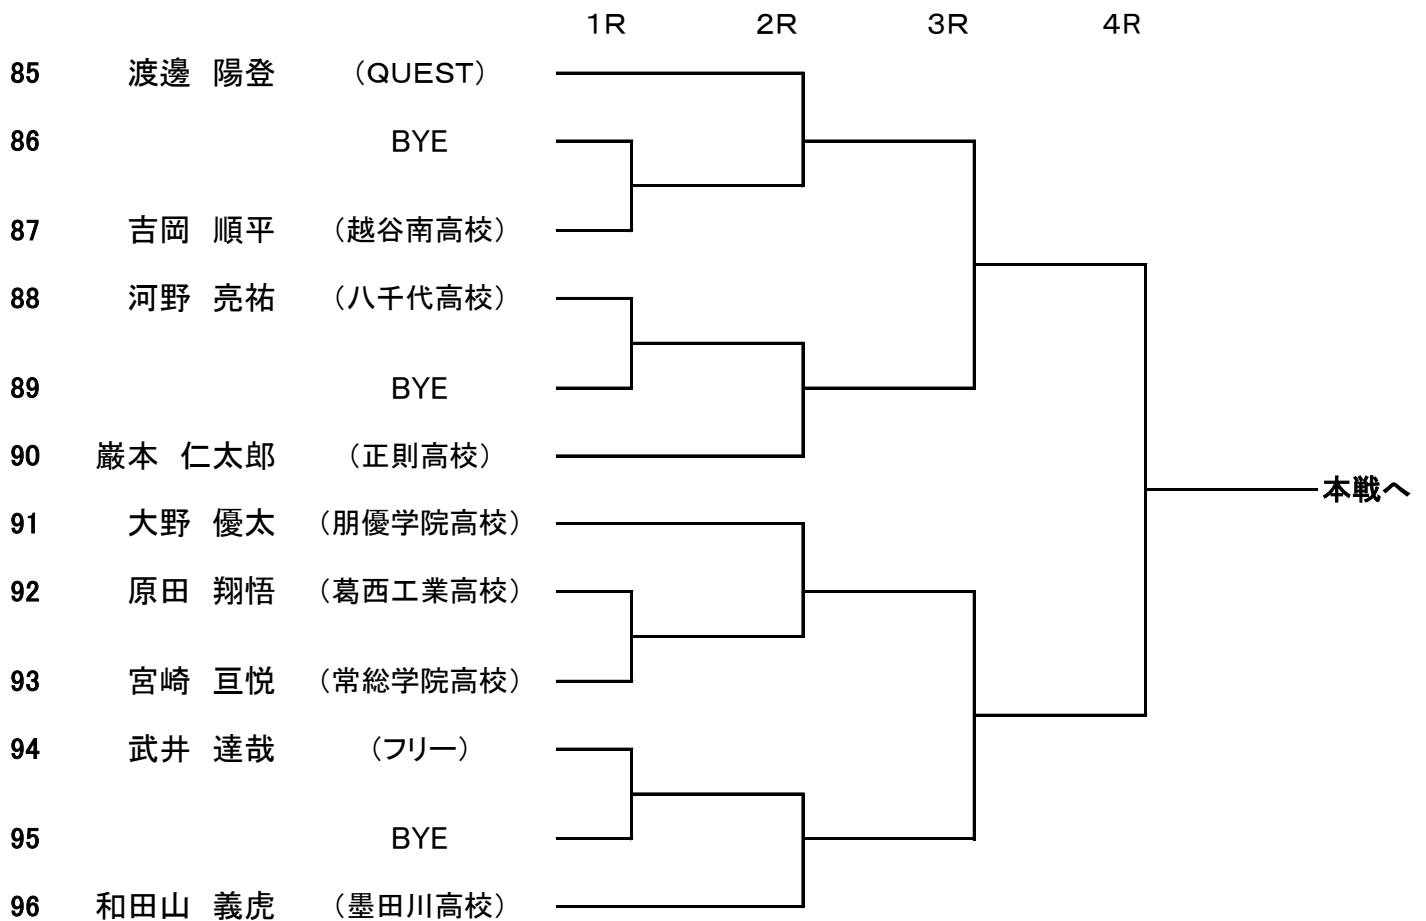 1R 2R 3R 4R
85 渡邊 陽登 （QUEST）
86 BYE
87 吉岡 順平 （越谷南高校）
88 河野 亮祐 （八千代高校）
89 BYE
90 巌本 仁太郎 （正則高校）
本戦へ
91 大野 優太 （朋優学院高校）
92 原田 翔悟 （葛西工業高校）
93 宮崎 亘悦 （常総学院高校）
94 武井 達哉 （フリー）
95 BYE
96 和田山 義虎 （墨田川高校）